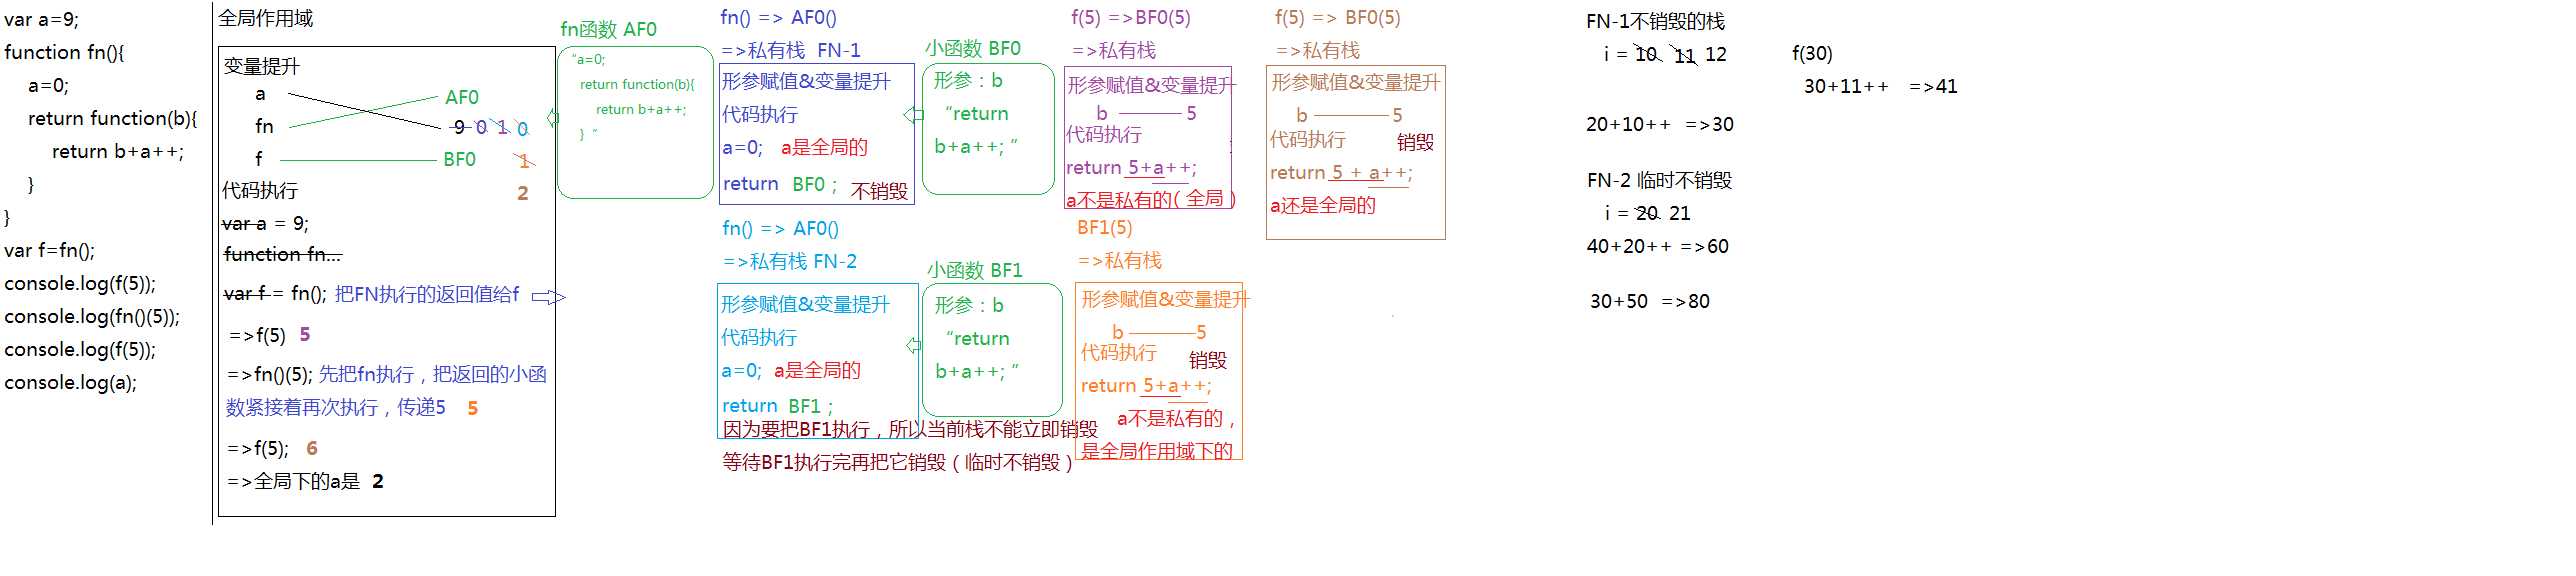 var a=9;
function fn(){
a=0;
return function(b){
return b+a++;
}
}
var f=fn();
console.log(f(5));
console.log(fn()(5));
console.log(f(5));
console.log(a);
全局作用域
变量提升
a
fn
f
AF0
9 0 1 0
BF0
1
2
代码执行
var a = 9;
function fn...
var f = fn(); 把FN执行的返回值给f
=>f(5) 5
=>fn()(5); 先把fn执行，把返回的小函
数紧接着再次执行，传递5 5
=>f(5); 6
=>全局下的a是 2
fn函数 AF0
“a=0;
return function(b){
return b+a++;
} ”
fn() => AF0()
=>私有栈 FN-1
形参赋值&变量提升
代码执行
a=0; a是全局的
return BF0；
不销毁
小函数 BF0
形参：b
“return
b+a++; ”
f(5) =>BF0(5)
=>私有栈
形参赋值&变量提升
b 5
代码执行
return 5+a++;
a不是私有的（全局）
f(5) => BF0(5)
=>私有栈
形参赋值&变量提升
b 5
代码执行 销毁
return 5 + a++;
a还是全局的
fn() => AF0()
=>私有栈 FN-2
形参赋值&变量提升
代码执行
a=0; a是全局的
return BF1；
因为要把BF1执行，所以当前栈不能立即销毁
等待BF1执行完再把它销毁（临时不销毁）
小函数 BF1
形参：b
“return
b+a++; ”
BF1(5)
=>私有栈
形参赋值&变量提升
b 5
代码执行 销毁
return 5+a++;
a不是私有的，
是全局作用域下的
FN-1不销毁的栈
i = 10 11 12
20+10++ =>30
f(30)
30+11++ =>41
FN-2 临时不销毁
i = 20 21
40+20++ =>60
30+50 =>80